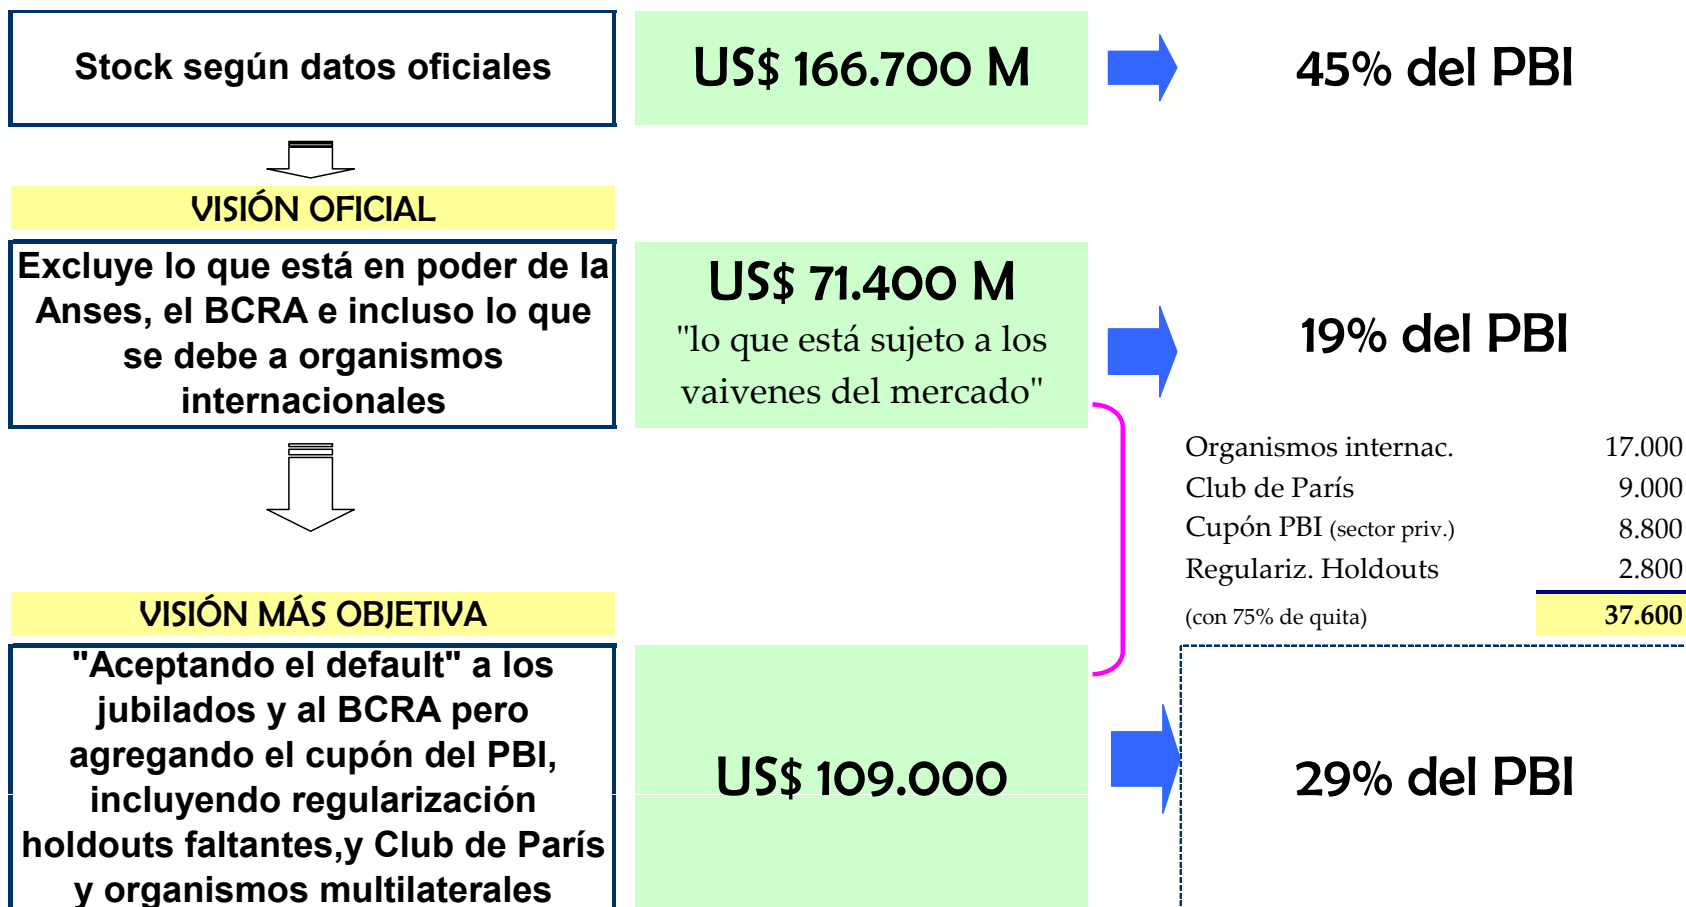 Stock según datos oficiales
US$ 166.700 M
45% del PBI
VISIÓN OFICIAL
Excluye lo que está en poder de la
Anses, el BCRA e incluso lo que
se debe a organismos
internacionales
US$ 71.400 M
"lo que está sujeto a los
vaivenes del mercado"
19% del PBI
Organismos internac. 17.000
Club de París 9.000
Cupón PBI (sector priv.) 8.800
Regulariz. Holdouts 2.800
(con 75% de quita) 37.600
VISIÓN MÁS OBJETIVA
"Aceptando el default" a los
jubilados y al BCRA pero
agregando el cupón del PBI,
incluyendo regularización
holdouts faltantes,y Club de París
y organismos multilaterales
US$ 109.000
29% del PBI